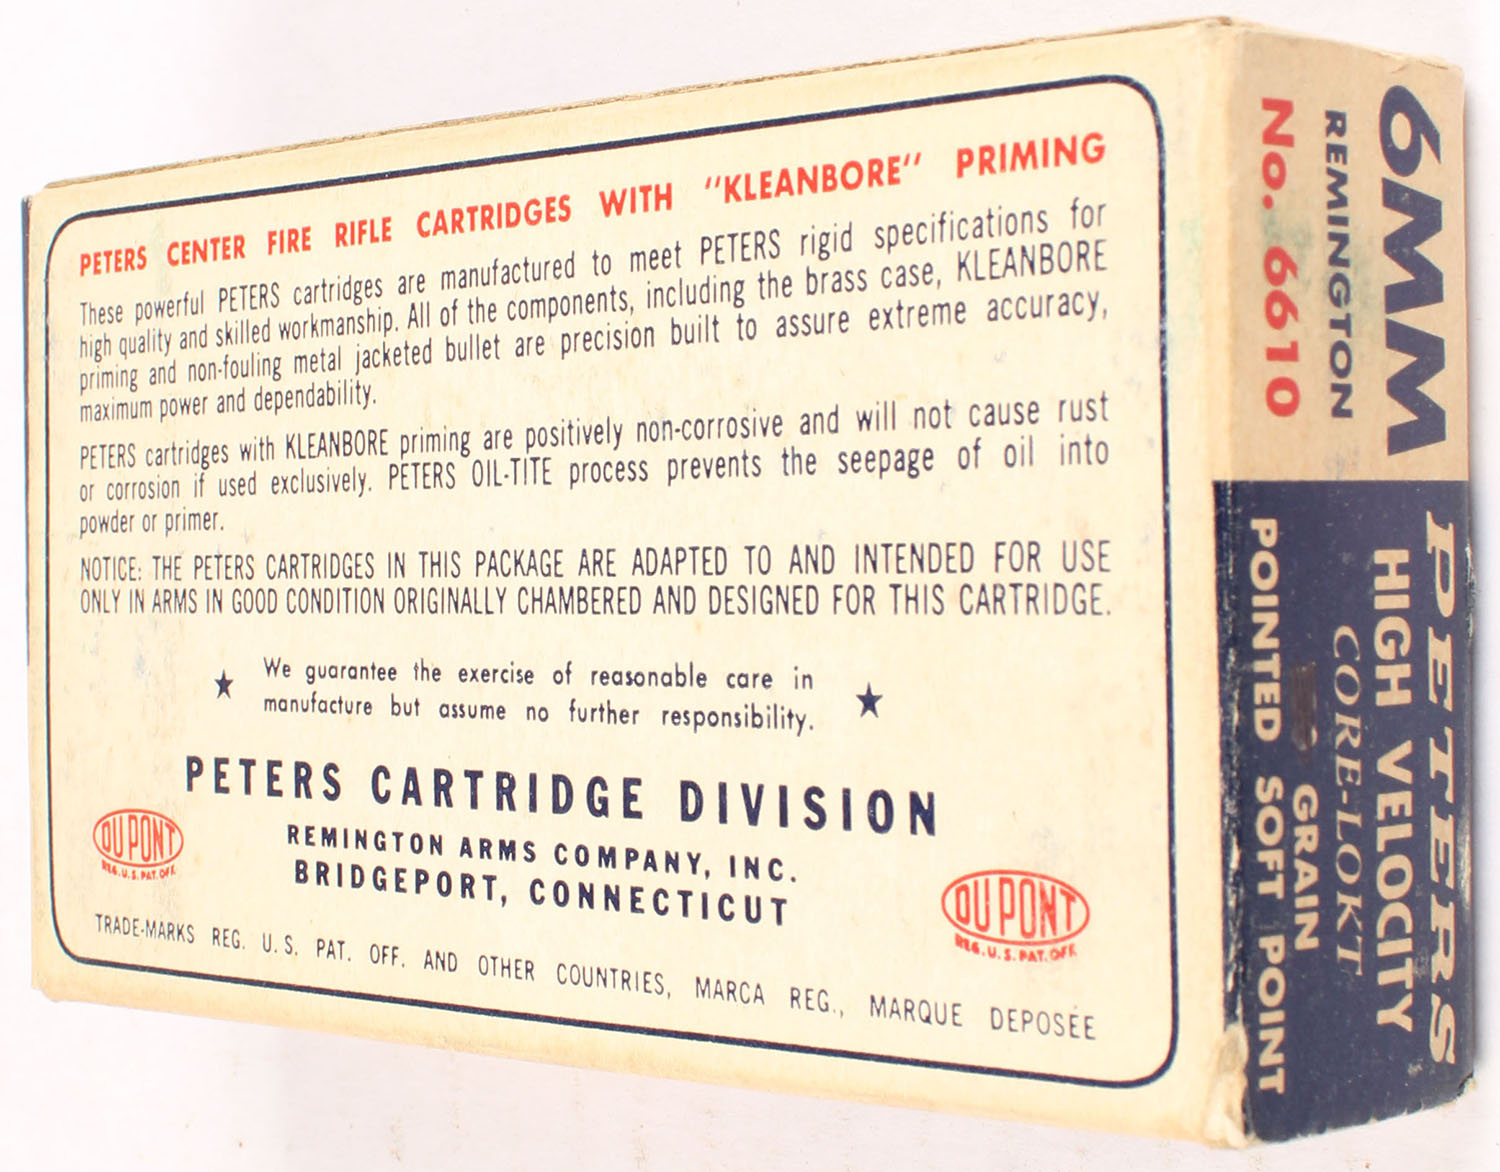 PETERS CENTER FIRE RIFLE CARTRIDGES WITH "KLEANBORE" PRIMING
These powerful PETERS cartridges are manufactured to meet PETERS rigid specifications for
high quality and skilled workmanship. All of the components, including the brass case, KLEANBORE
priming and non-fouling metal jacketed bullet are precision built to assure extreme accuracy,
maximum power and dependability.
PETERS cartridges with KLEANBORE priming are positively non-corrosive and will not cause rust
or corrosion if used exclusively. PETERS OIL-TITE process prevents the seepage of oil into
powder or primer.
NOTICE: THE PETERS CARTRIDGES IN THIS PACKAGE ARE ADAPTED TO AND INTENDED FOR USE
ONLY IN ARMS IN GOOD CONDITION ORIGINALLY CHAMBERED AND DESIGNED FOR THIS CARTRIDGE.
We guarantee the exercise of reasonable care in
manufacture but assume no further responsibility.
PETERS CARTRIDGE DIVISION
REMINGTON ARMS COMPANY, INC.
BRIDGEPORT, CONNECTICUT
DU PONT
REG. U.S. PAT. OFF.
DU PONT
REG. U.S. PAT. OFF.
TRADE-MARKS REG. U.S. PAT. OFF. AND OTHER COUNTRIES, MARCA REG., MARQUE DEPOSÉE
6MM
REMINGTON
No. 6610
PETERS
HIGH VELOCITY
CORE-LOKT
GRAIN
POINTED SOFT POINT